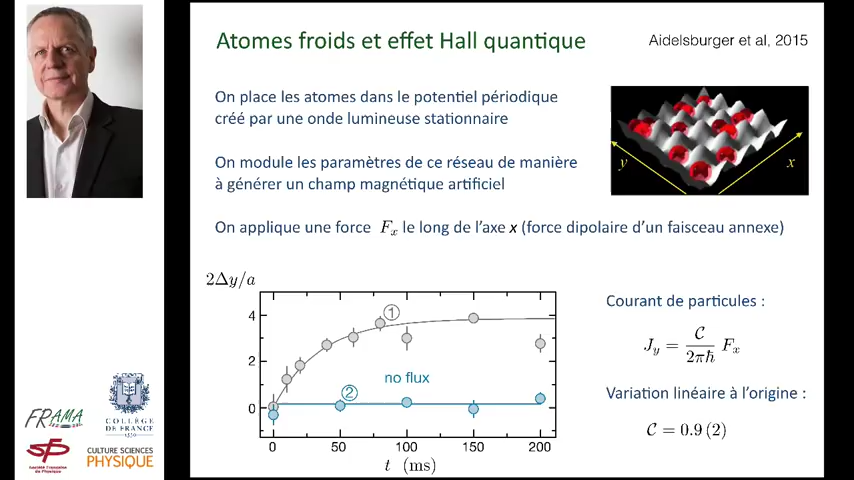 Atomes froids et effet Hall quantique
Aidelsburger et al, 2015
On place les atomes dans le potentiel périodique
créé par une onde lumineuse stationnaire
y
x
On module les paramètres de ce réseau de manière
à générer un champ magnétique artificiel
On applique une force F_x le long de l’axe x (force dipolaire d’un faisceau annexe)
2Δy/a
4
2
0
1
no flux
2
0
50
100
150
200
t (ms)
Courant de particules :
J_y = C/2πħ F_x
Variation linéaire à l’origine :
C = 0.9 (2)
FRAMA
COLLÈGE
DE FRANCE
1530
sfp
Société Française
de Physique
CULTURE SCIENCES
PHYSIQUE